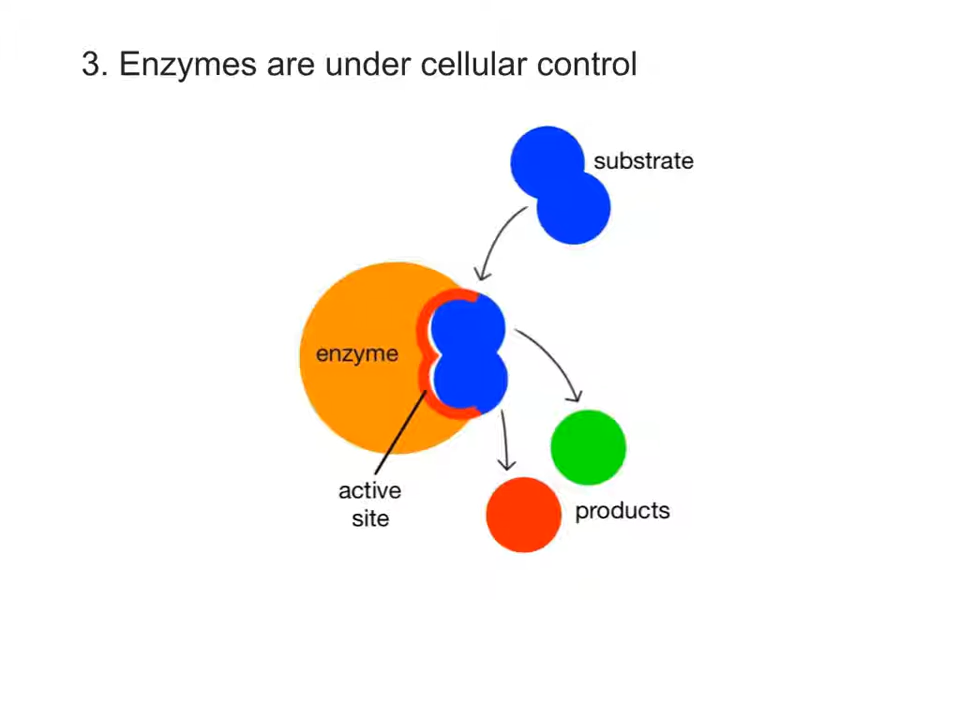 3. Enzymes are under cellular control
substrate
enzyme
active
site
products